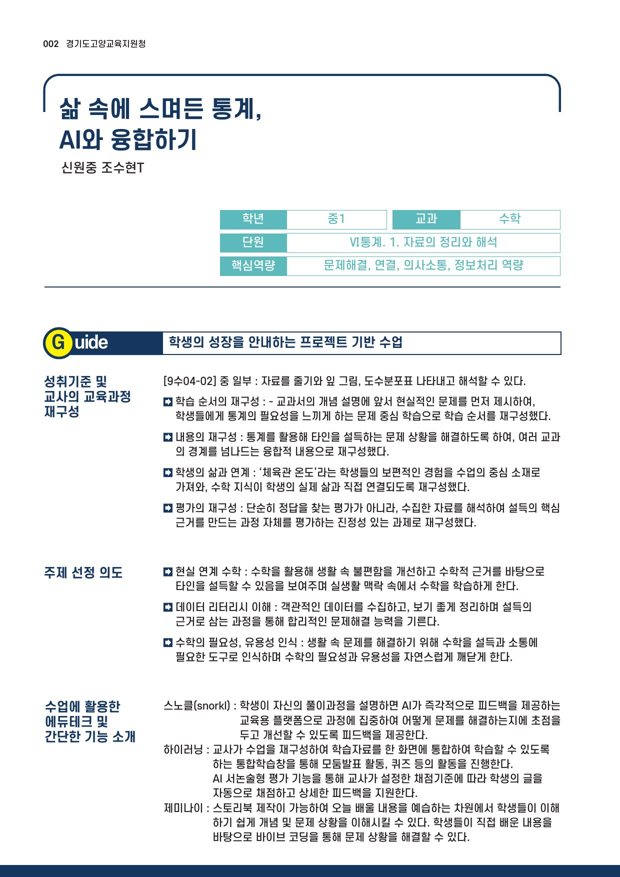 002 경기도고양교육지원청
삶 속에 스며든 통계,
AI와 융합하기
신원중 조수현T
학년 중1 교과 수학
단원 Ⅵ통계. 1. 자료의 정리와 해석
핵심역량 문제해결, 연결, 의사소통, 정보처리 역량
Guide 학생의 성장을 안내하는 프로젝트 기반 수업
성취기준 및
교사의 교육과정
재구성
[9수04-02] 중 일부 : 자료를 줄기와 잎 그림, 도수분포표 나타내고 해석할 수 있다.
학습 순서의 재구성 : - 교과서의 개념 설명에 앞서 현실적인 문제를 먼저 제시하여,
학생들에게 통계의 필요성을 느끼게 하는 문제 중심 학습으로 학습 순서를 재구성했다.
내용의 재구성 : 통계를 활용해 타인을 설득하는 문제 상황을 해결하도록 하여, 여러 교과
의 경계를 넘나드는 융합적 내용으로 재구성했다.
학생의 삶과 연계 : ‘체육관 온도’라는 학생들의 보편적인 경험을 수업의 중심 소재로
가져와, 수학 지식이 학생의 실제 삶과 직접 연결되도록 재구성했다.
평가의 재구성 : 단순히 정답을 찾는 평가가 아니라, 수집한 자료를 해석하여 설득의 핵심
근거를 만드는 과정 자체를 평가하는 진정성 있는 과제로 재구성했다.
주제 선정 의도
현실 연계 수학 : 수학을 활용해 생활 속 불편함을 개선하고 수학적 근거를 바탕으로
타인을 설득할 수 있음을 보여주며 실생활 맥락 속에서 수학을 학습하게 한다.
데이터 리터리시 이해 : 객관적인 데이터를 수집하고, 보기 좋게 정리하며 설득의
근거로 삼는 과정을 통해 합리적인 문제해결 능력을 기른다.
수학의 필요성, 유용성 인식 : 생활 속 문제를 해결하기 위해 수학을 설득과 소통에
필요한 도구로 인식하며 수학의 필요성과 유용성을 자연스럽게 깨닫게 한다.
수업에 활용한
에듀테크 및
간단한 기능 소개
스노클(snorkl) : 학생이 자신의 풀이과정을 설명하면 AI가 즉각적으로 피드백을 제공하는
교육용 플랫폼으로 과정에 집중하여 어떻게 문제를 해결하는지에 초점을
두고 개선할 수 있도록 피드백을 제공한다.
하이러닝 : 교사가 수업을 재구성하여 학습자료를 한 화면에 통합하여 학습할 수 있도록
하는 통합학습창을 통해 모둠발표 활동, 퀴즈 등의 활동을 진행한다.
AI 서논술형 평가 기능을 통해 교사가 설정한 채점기준에 따라 학생의 글을
자동으로 채점하고 상세한 피드백을 지원한다.
제미나이 : 스토리북 제작이 가능하여 오늘 배울 내용을 예습하는 차원에서 학생들이 이해
하기 쉽게 개념 및 문제 상황을 이해시킬 수 있다. 학생들이 직접 배운 내용을
바탕으로 바이브 코딩을 통해 문제 상황을 해결할 수 있다.